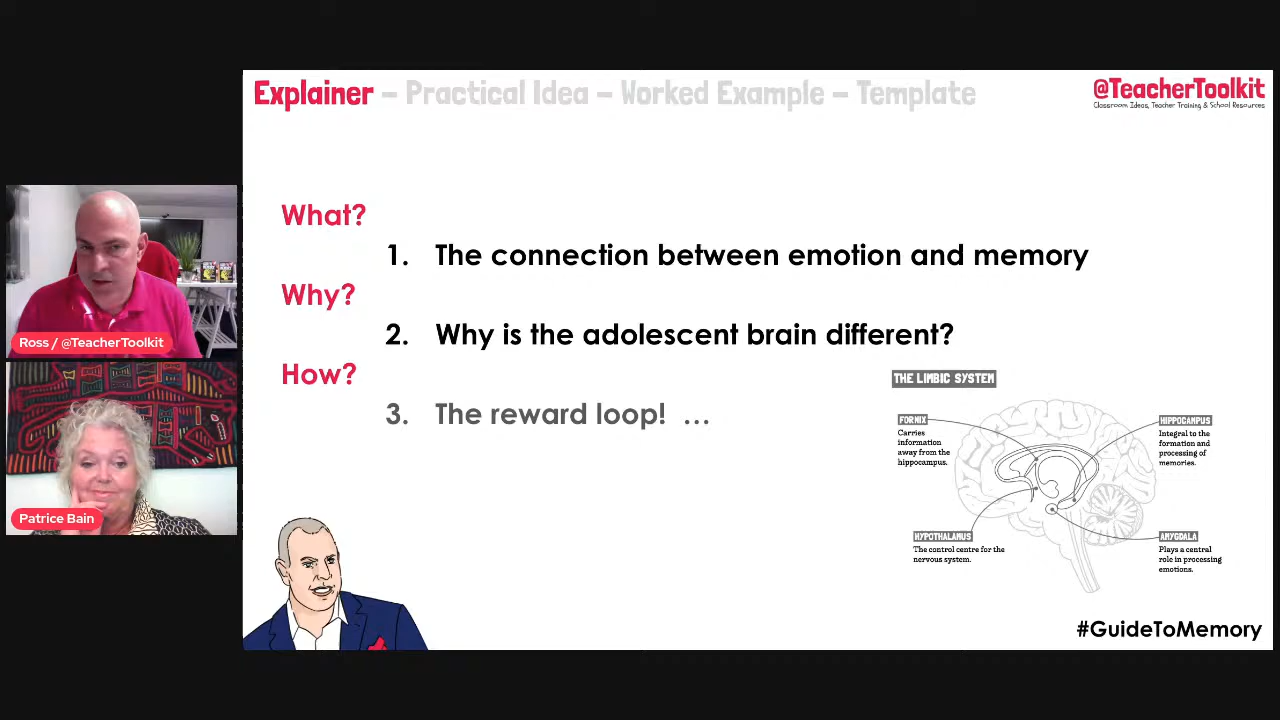 Explainer – Practical Idea – Worked Example – Template
@TeacherToolkit
Classroom Ideas, Teacher Training & School Resources
What?
1. The connection between emotion and memory
Why?
2. Why is the adolescent brain different?
How?
3. The reward loop! …
THE LIMBIC SYSTEM
FORNIX
Carries
information
away from the
hippocampus.
HIPPOCAMPUS
Integral to the
formation and
processing of
memories.
HYPOTHALAMUS
The control centre for the
nervous system.
AMYGDALA
Plays a central
role in processing
emotions.
#GuideToMemory
Ross / @TeacherToolkit
Patrice Bain